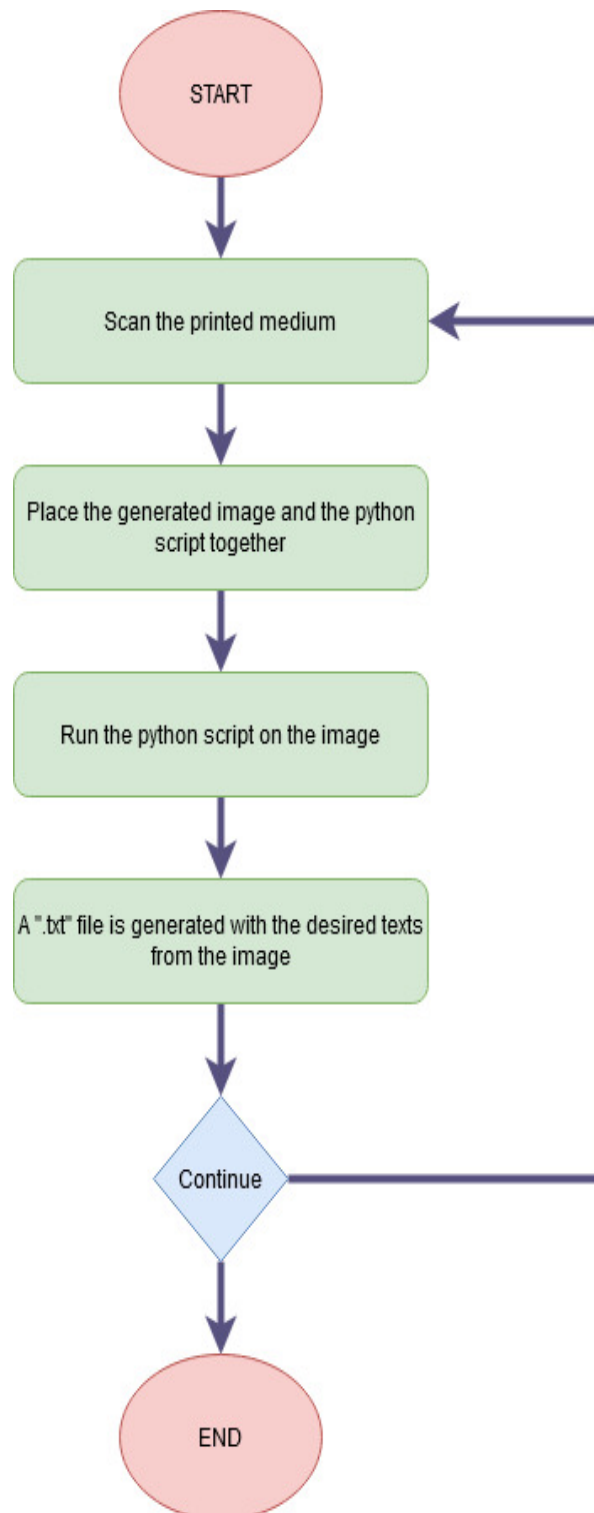 START
Scan the printed medium
Place the generated image and the python
script together
Run the python script on the image
A ".txt" file is generated with the desired texts
from the image
Continue
END